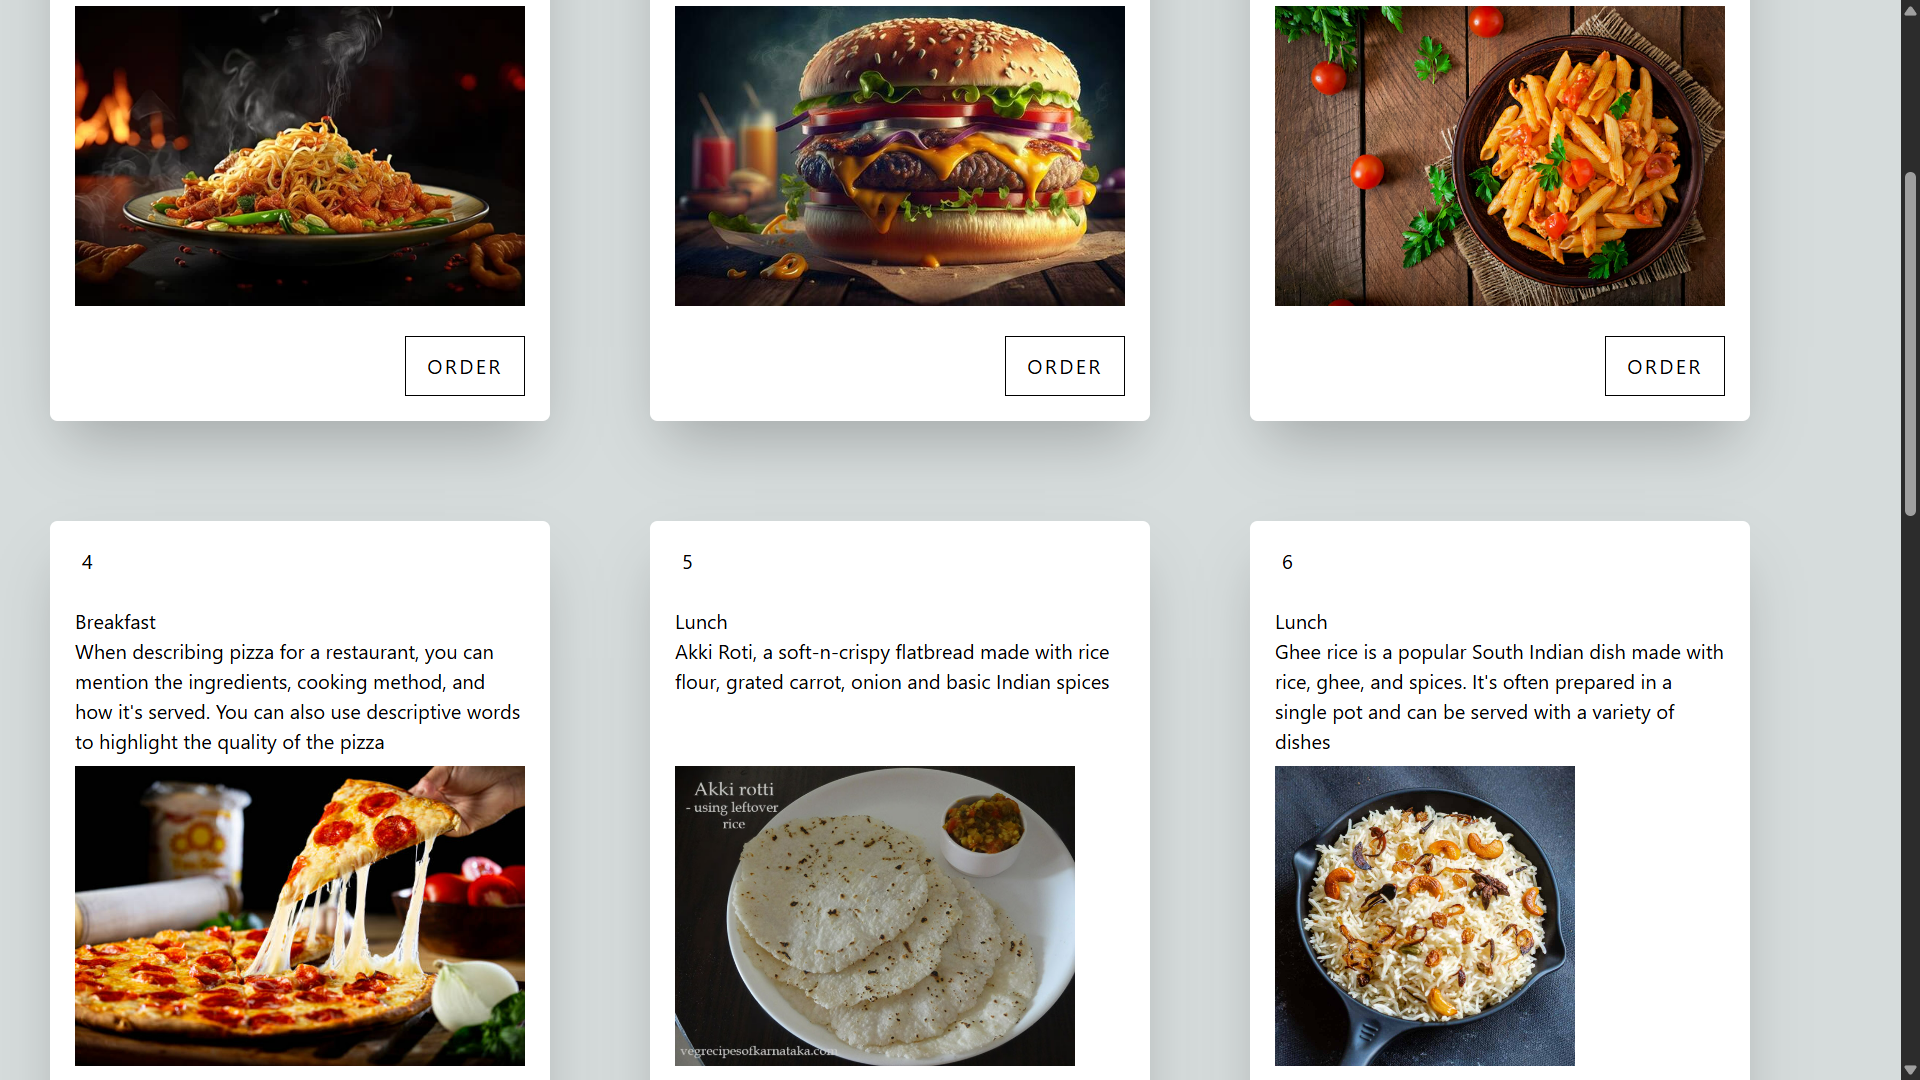 ORDER
ORDER
ORDER
4
Breakfast
When describing pizza for a restaurant, you can
mention the ingredients, cooking method, and
how it's served. You can also use descriptive words
to highlight the quality of the pizza
5
Lunch
Akki Roti, a soft-n-crispy flatbread made with rice
flour, grated carrot, onion and basic Indian spices
Akki rotti
- using leftover
rice
vegrecipesofkarnataka.com
6
Lunch
Ghee rice is a popular South Indian dish made with
rice, ghee, and spices. It's often prepared in a
single pot and can be served with a variety of
dishes